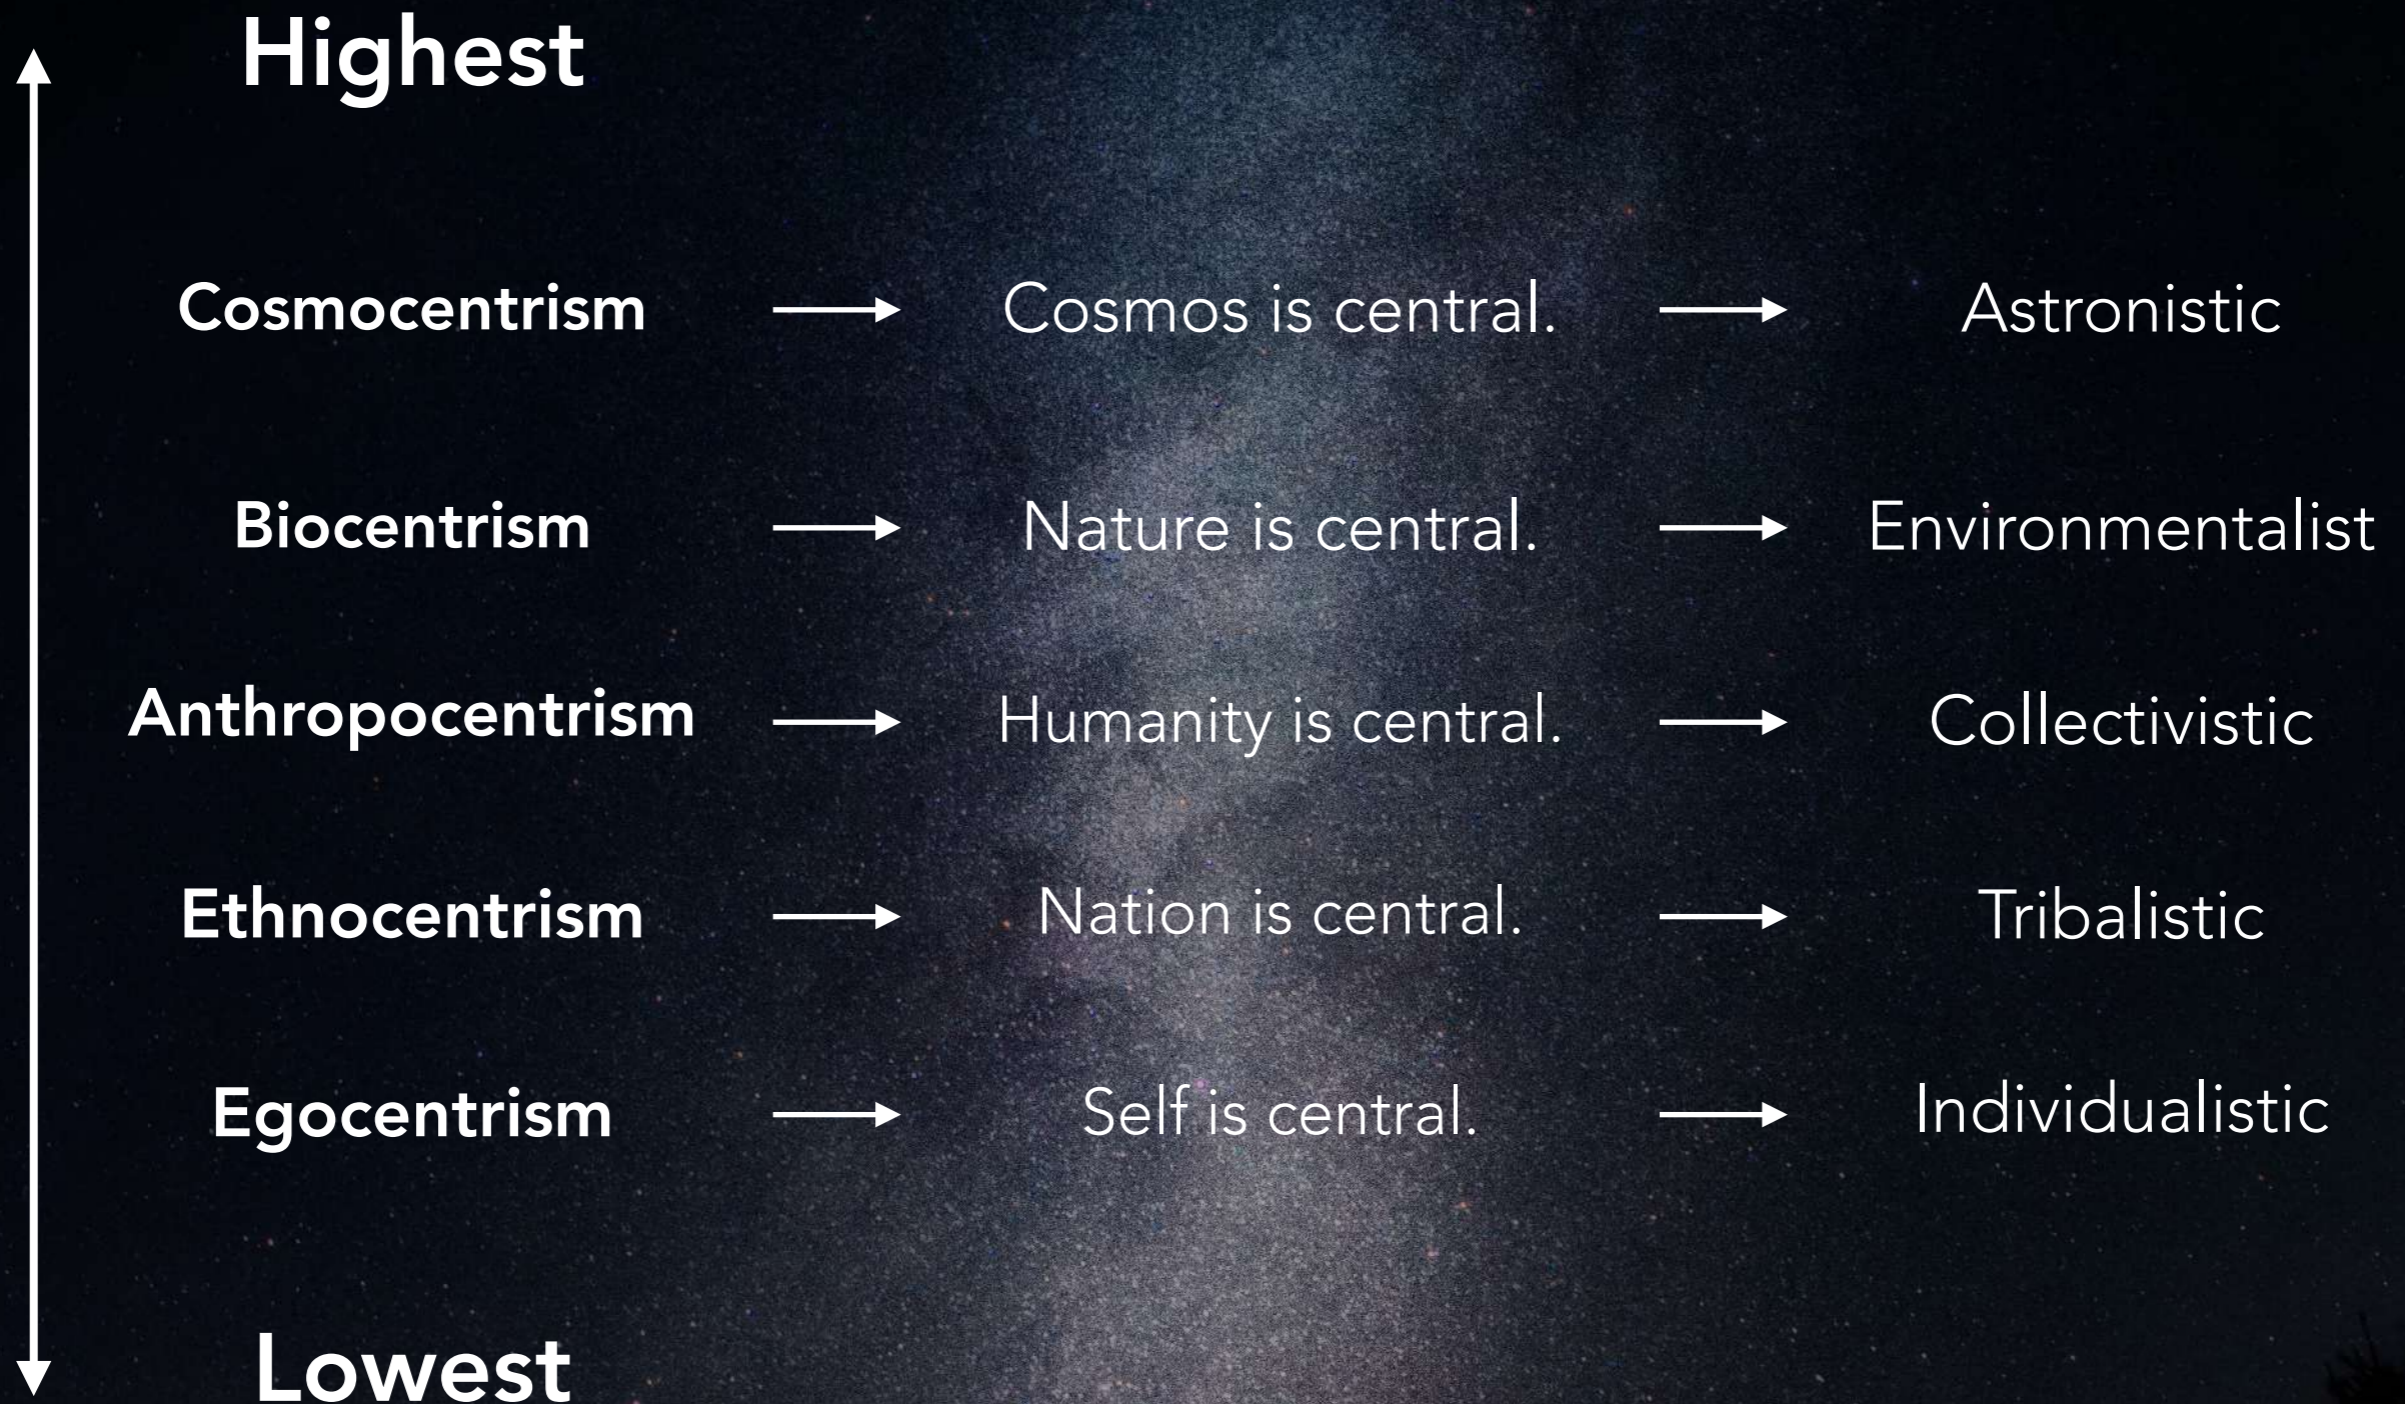 Highest
Cosmocentrism → Cosmos is central. → Astronistic
Biocentrism → Nature is central. → Environmentalist
Anthropocentrism → Humanity is central. → Collectivistic
Ethnocentrism → Nation is central. → Tribalistic
Egocentrism → Self is central. → Individualistic
Lowest